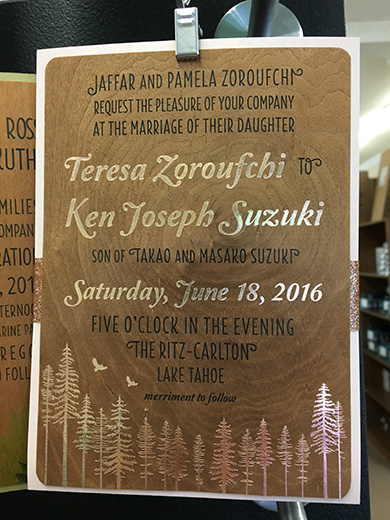 JAFFAR AND PAMELA ZOROUFCHI
REQUEST THE PLEASURE OF YOUR COMPANY
AT THE MARRIAGE OF THEIR DAUGHTER
Teresa Zoroufchi TO
Ken Joseph Suzuki
SON OF TAKAO AND MASAKO SUZUKI
Saturday, June 18, 2016
FIVE O'CLOCK IN THE EVENING
THE RITZ-CARLTON
LAKE TAHOE
merriment to follow
ROSS
RUTH